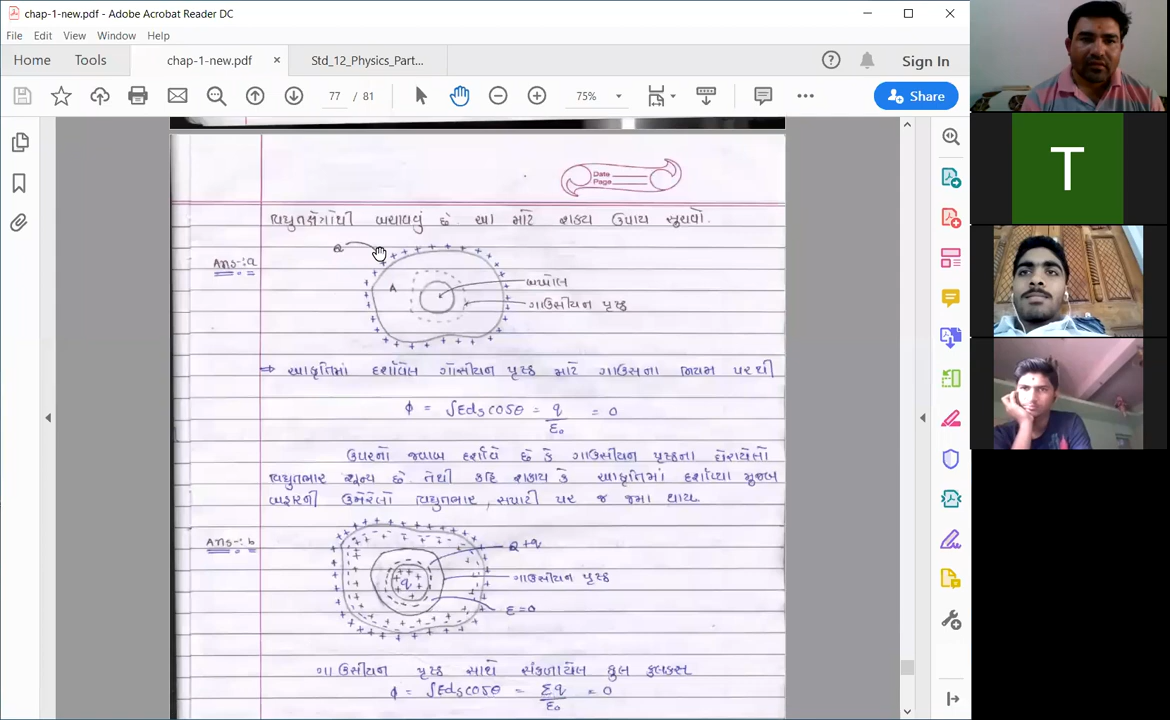 chap-1-new.pdf - Adobe Acrobat Reader DC
File Edit View Window Help
Home Tools chap-1-new.pdf × Std_12_Physics_Part... Sign In
77 / 81 75% Share
T
Date
Page
વિદ્યુતક્ષેત્રોથી બચાવવું છે. આ માટે શક્ય ઉપાય સૂચવો.
Q
Ans-: a
A
બખોલ
ગાઉસીયન પૃષ્ઠ
⇒ આકૃતિમાં દર્શાવેલ ગોસીયન પૃષ્ઠ માટે ગાઉસના નિયમ પરથી
ϕ = ∫Eds cosθ = q/ε₀ = 0
ઉપરનો જવાબ દર્શાવે છે કે ગાઉસીયન પૃષ્ઠના ઘેરાયેલો
વિદ્યુતભાર શૂન્ય છે. તેથી કહિ શકાય કે આકૃતિમાં દર્શાવ્યા મુજબ
બહારની ઉમેરેલો વિદ્યુતભાર, સપાટી પર જ જમા થાય.
Ans-: b
Q+q
q
ગાઉસીયન પૃષ્ઠ
E=0
ગાઉસીયન પૃષ્ઠ સાથે સંકળાયેલ કુલ ફલક્સ
ϕ = ∫Eds cosθ = Σq/ε₀ = 0